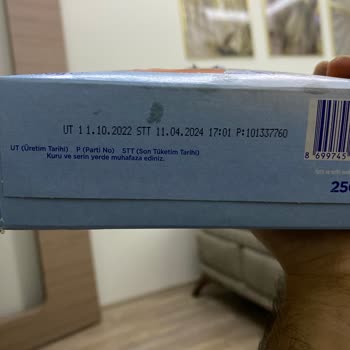 UT 11.10.2022 STT 11.04.2024 17:01 P:101337760
UT (Üretim Tarihi) P (Parti No) STT (Son Tüketim Tarihi)
Kuru ve serin yerde muhafaza ediniz.
8 699745